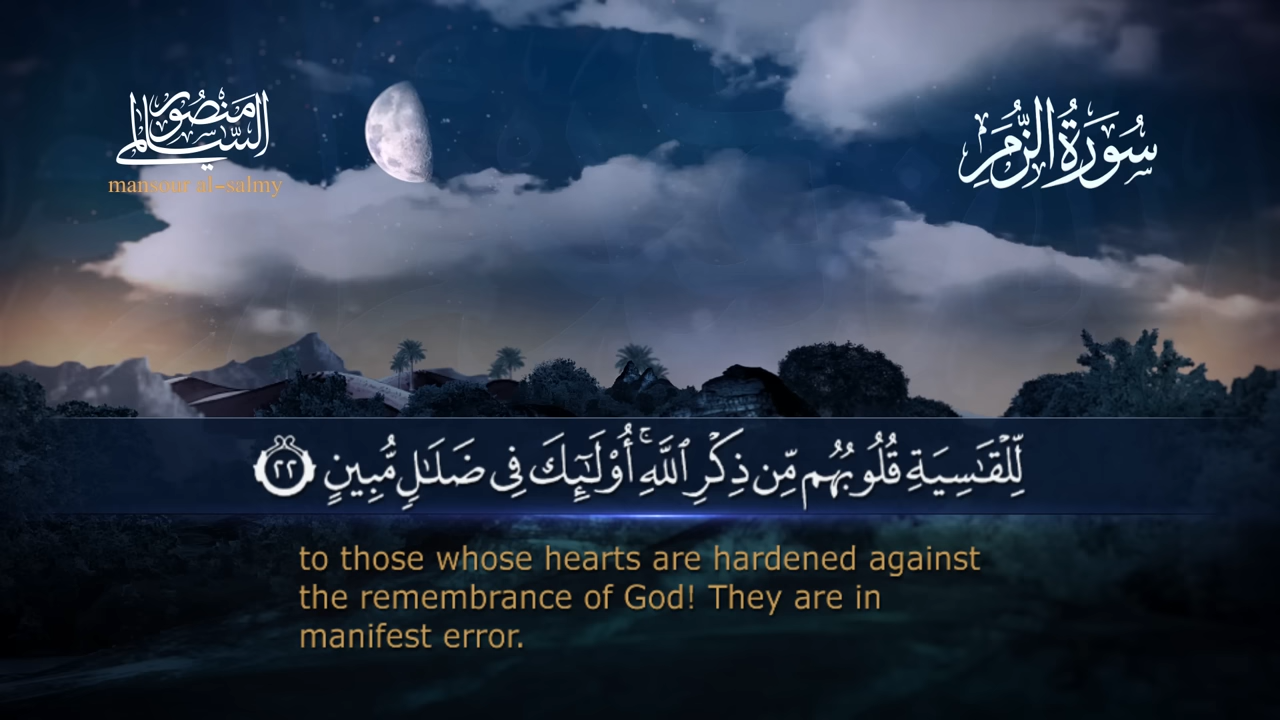 منصور
السالمي
mansour al-salmy
سُورَةُ الزُّمَرِ
لِّلْقَٰسِيَةِ قُلُوبُهُم مِّن ذِكْرِ ٱللَّهِ ۚ أُو۟لَٰٓئِكَ فِى ضَلَٰلٍ مُّبِينٍ ٢٢
to those whose hearts are hardened against
the remembrance of God! They are in
manifest error.